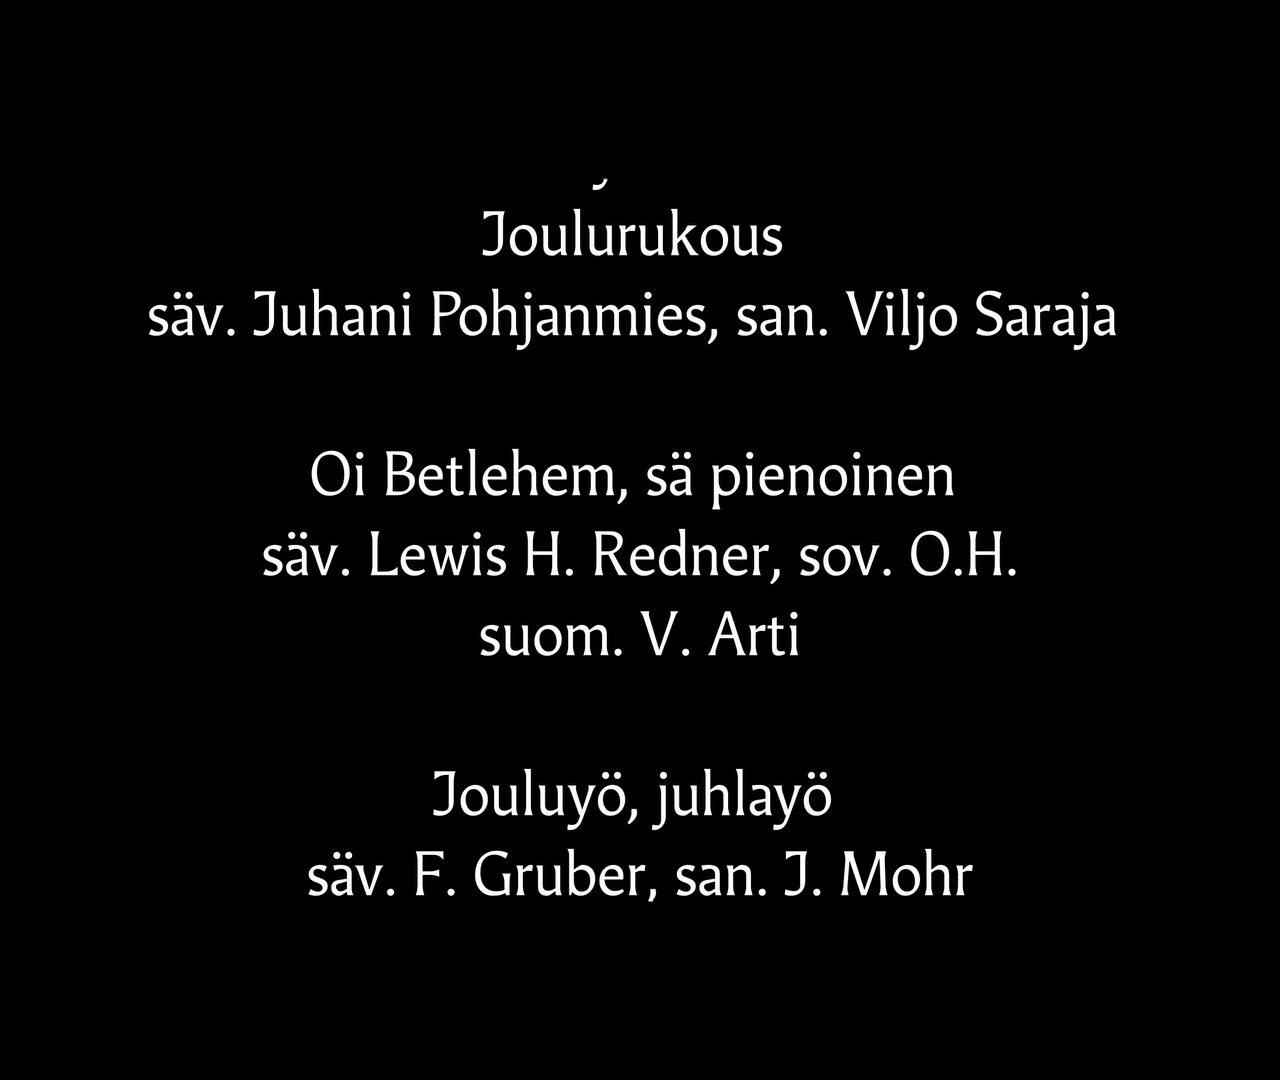 Joulurukous
säv. Juhani Pohjanmies, san. Viljo Saraja
Oi Betlehem, sä pienoinen
säv. Lewis H. Redner, sov. O.H.
suom. V. Arti
Jouluyö, juhlayö
säv. F. Gruber, san. J. Mohr